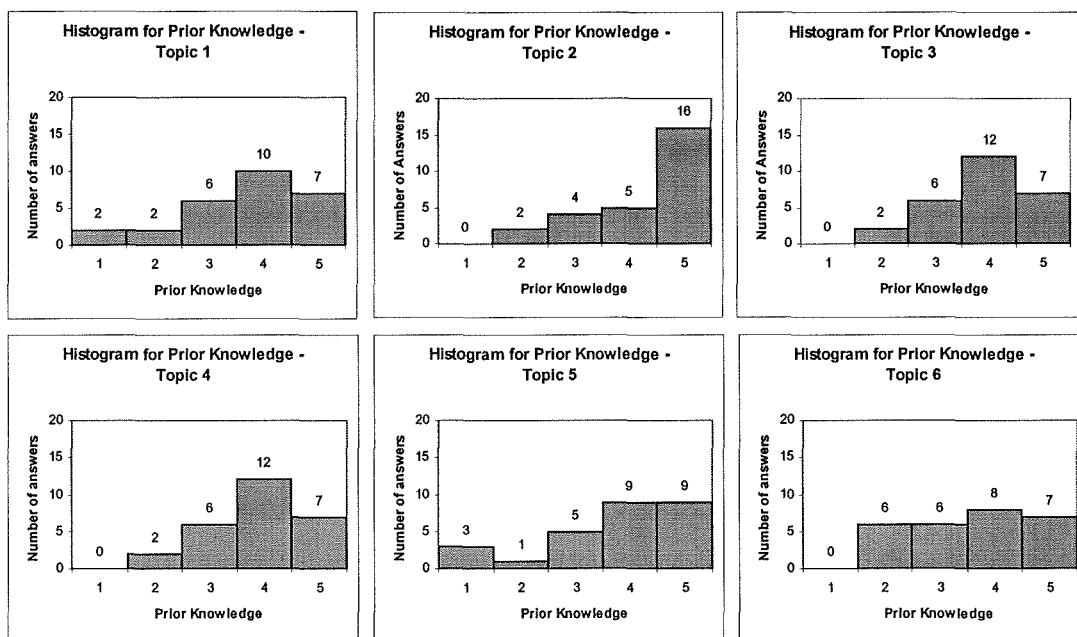 Histogram for Prior Knowledge -
Topic 1
Number of answers
20
15
10
5
0
2
2
6
10
7
1 2 3 4 5
Prior Knowledge
Histogram for Prior Knowledge -
Topic 2
Number of Answers
20
15
10
5
0
0
2
4
5
16
1 2 3 4 5
Prior Knowledge
Histogram for Prior Knowledge -
Topic 3
Number of Answers
20
15
10
5
0
0
2
6
12
7
1 2 3 4 5
Prior Knowledge
Histogram for Prior Knowledge -
Topic 4
Number of answers
20
15
10
5
0
0
2
6
12
7
1 2 3 4 5
Prior Knowledge
Histogram for Prior Knowledge -
Topic 5
Number of answers
20
15
10
5
0
3
1
5
9
9
1 2 3 4 5
Prior Knowledge
Histogram for Prior Knowledge -
Topic 6
Number of answers
20
15
10
5
0
0
6
6
8
7
1 2 3 4 5
Prior Knowledge